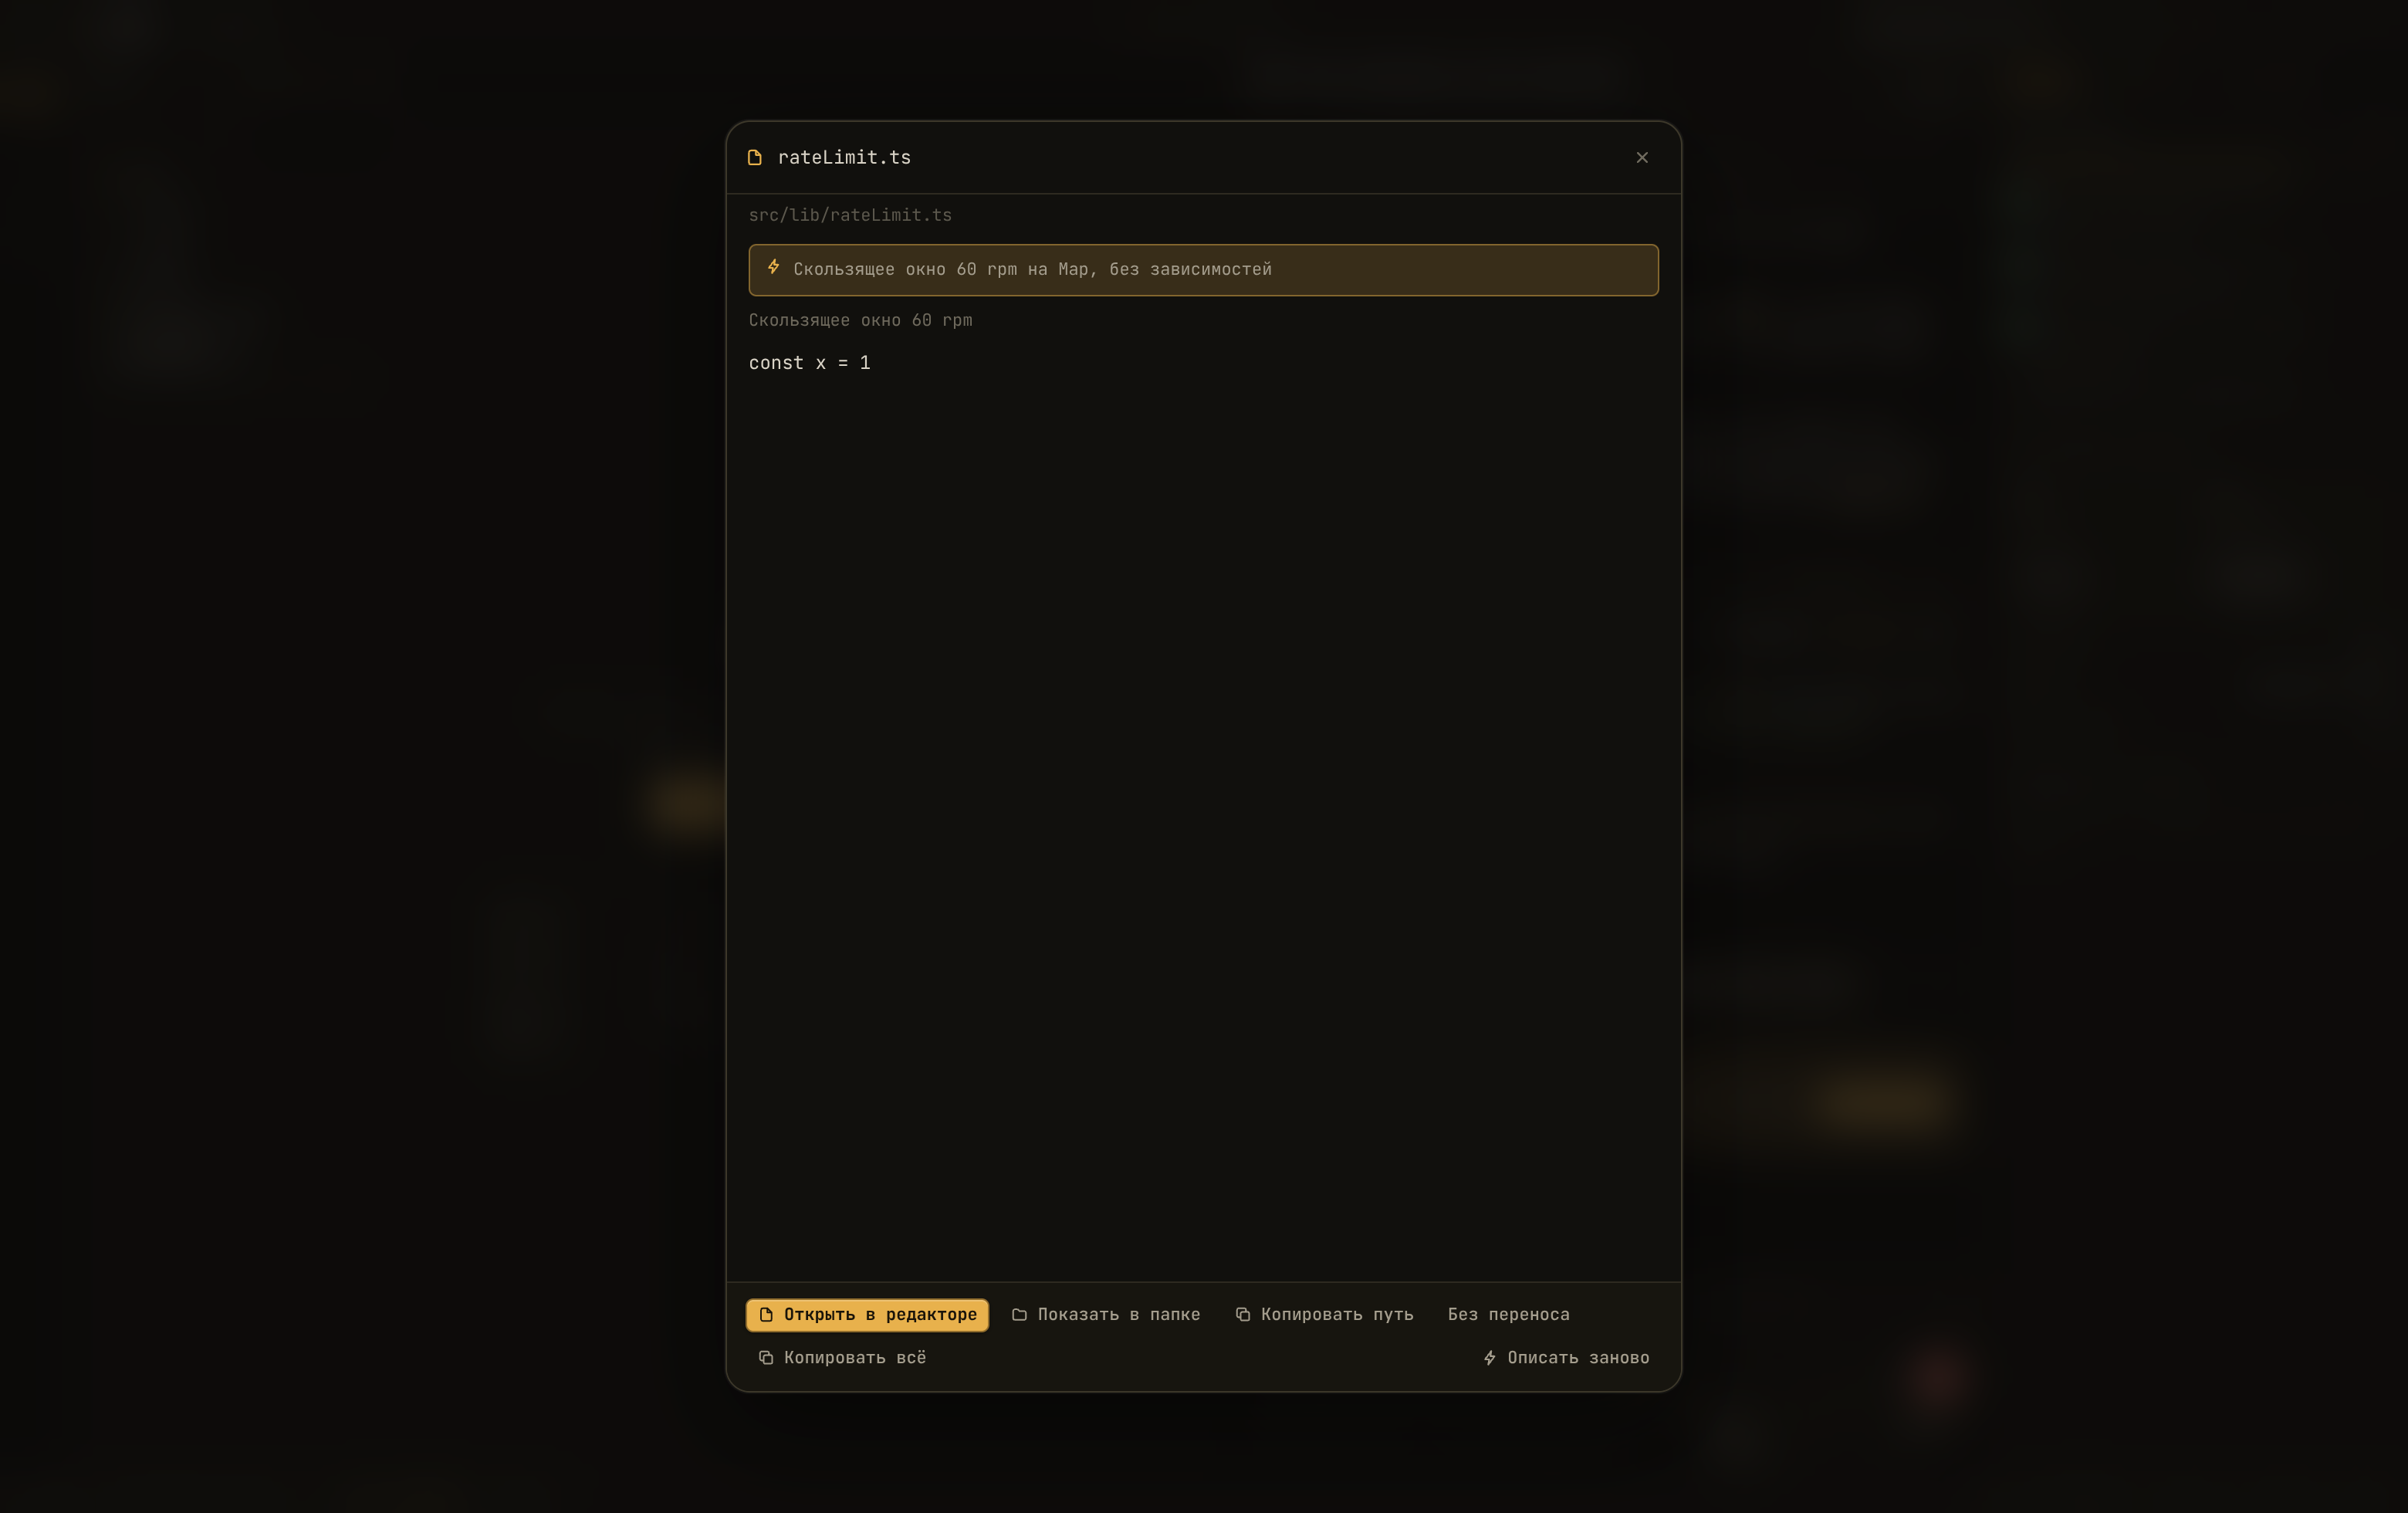 rateLimit.ts
src/lib/rateLimit.ts
Скользящее окно 60 rpm на Map, без зависимостей
Скользящее окно 60 rpm
const x = 1
Открыть в редакторе Показать в папке Копировать путь Без переноса
Копировать всё Описать заново